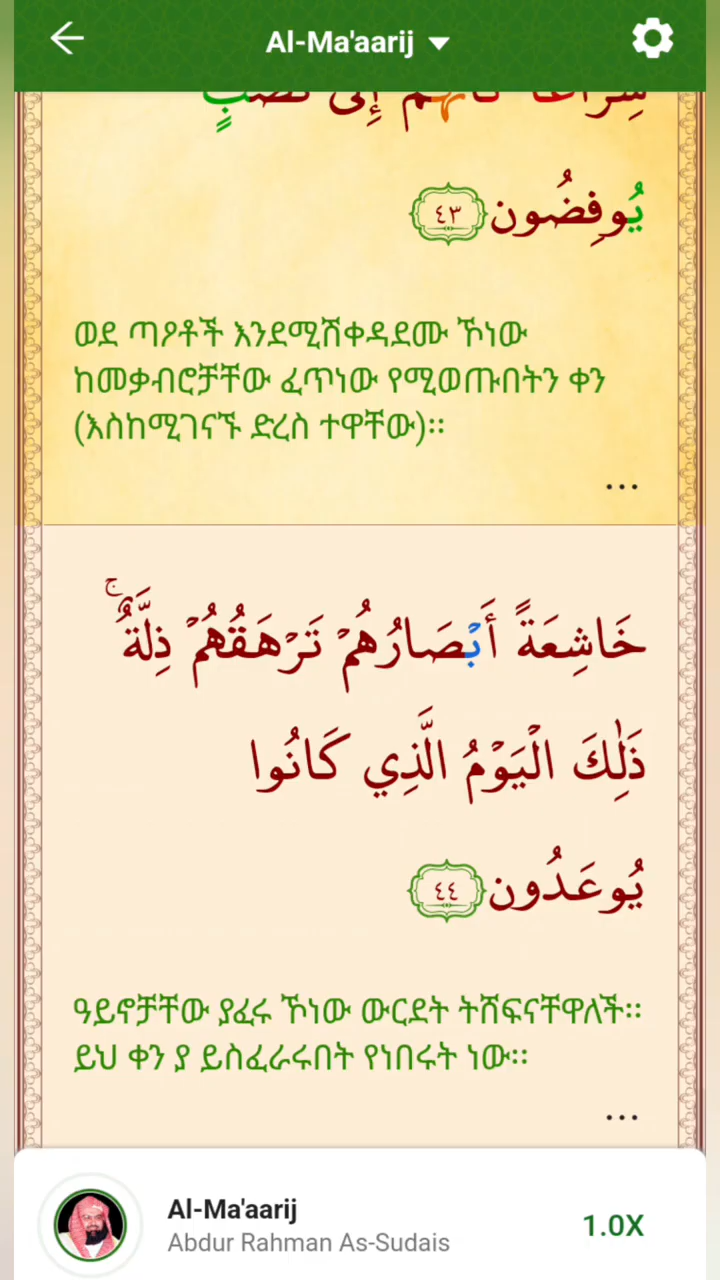 Al-Ma'aarij
سِرَاعًا كَأَنَّهُمْ إِلَى نُصُبٍ
يُوفِضُون ٤٣
ወደ ጣዖቶች እንደሚሽቀዳደሙ ኾነው
ከመቃብሮቻቸው ፈጥነው የሚወጡበትን ቀን
(እስከሚገናኙ ድረስ ተዋቸው)፡፡
...
خَاشِعَةً أَبْصَارُهُمْ تَرْهَقُهُمْ ذِلَّةٌ ۚ
ذَٰلِكَ الْيَوْمُ الَّذِي كَانُوا
يُوعَدُون ٤٤
ዓይኖቻቸው ያፈሩ ኾነው ውርደት ትሸፍናቸዋለች፡፡
ይህ ቀን ያ ይስፈራሩበት የነበሩት ነው፡፡
...
Al-Ma'aarij
Abdur Rahman As-Sudais
1.0X